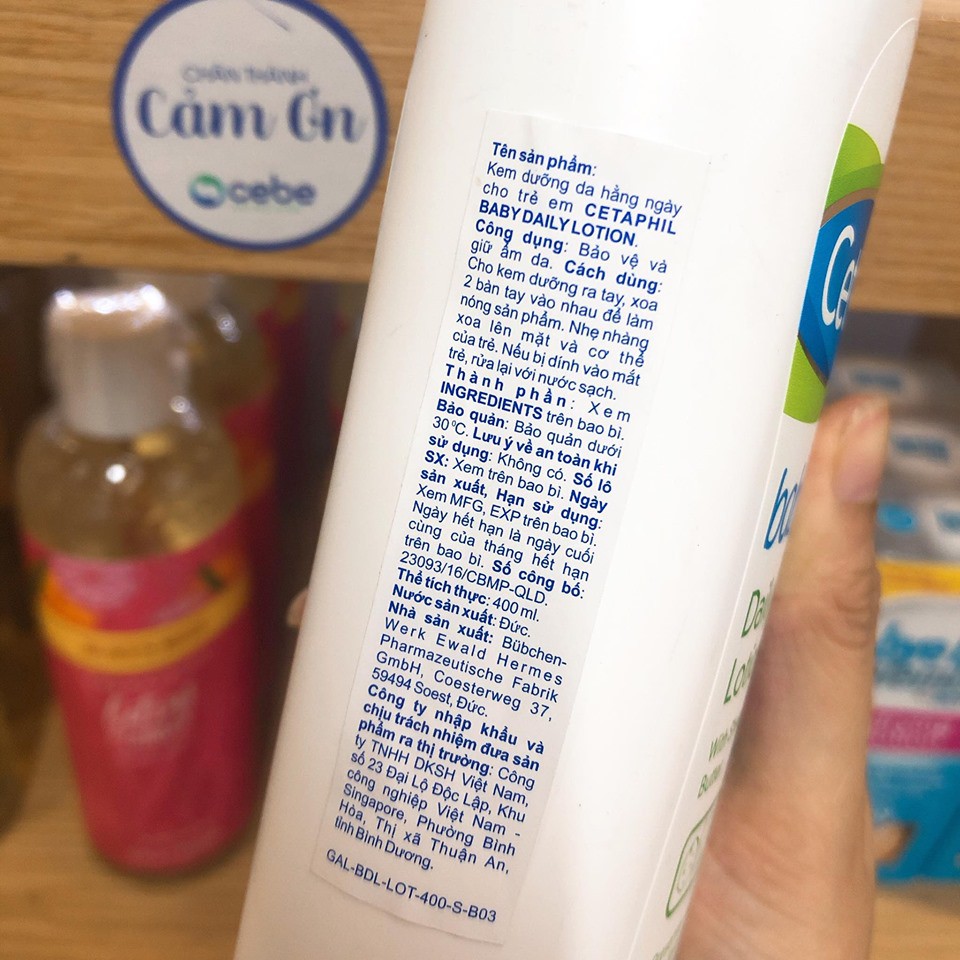 CHÂN THÀNH
Cảm Ơn
cebe
Tên sản phẩm:
Kem dưỡng da hằng ngày
cho trẻ em CETAPHIL
BABY DAILY LOTION.
Công dụng: Bảo vệ và
giữ ẩm da. Cách dùng:
Cho kem dưỡng ra tay, xoa
2 bàn tay vào nhau để làm
nóng sản phẩm. Nhẹ nhàng
xoa lên mặt và cơ thể
của trẻ. Nếu bị dính vào mắt
trẻ, rửa lại với nước sạch.
Thành phần: Xem
INGREDIENTS trên bao bì.
Bảo quản: Bảo quản dưới
30°C. Lưu ý về an toàn khi
sử dụng: Không có. Số lô
SX: Xem trên bao bì. Ngày
sản xuất, Hạn sử dụng:
Xem MFG, EXP trên bao bì.
Ngày hết hạn là ngày cuối
cùng của tháng hết hạn
trên bao bì. Số công bố:
23093/16/CBMP-QLD.
Thể tích thực: 400 ml.
Nước sản xuất: Đức.
Nhà sản xuất: Bübchen-
Werk Ewald Hermes
Pharmazeutische Fabrik
GmbH, Coesterweg 37,
59494 Soest, Đức.
Công ty nhập khẩu và
chịu trách nhiệm đưa sản
phẩm ra thị trường: Công
ty TNHH DKSH Việt Nam,
số 23 Đại Lộ Độc Lập, Khu
công nghiệp Việt Nam -
Singapore, Phường Bình
Hòa, Thị xã Thuận An,
tỉnh Bình Dương.
GAL-BDL-LOT-400-S-B03